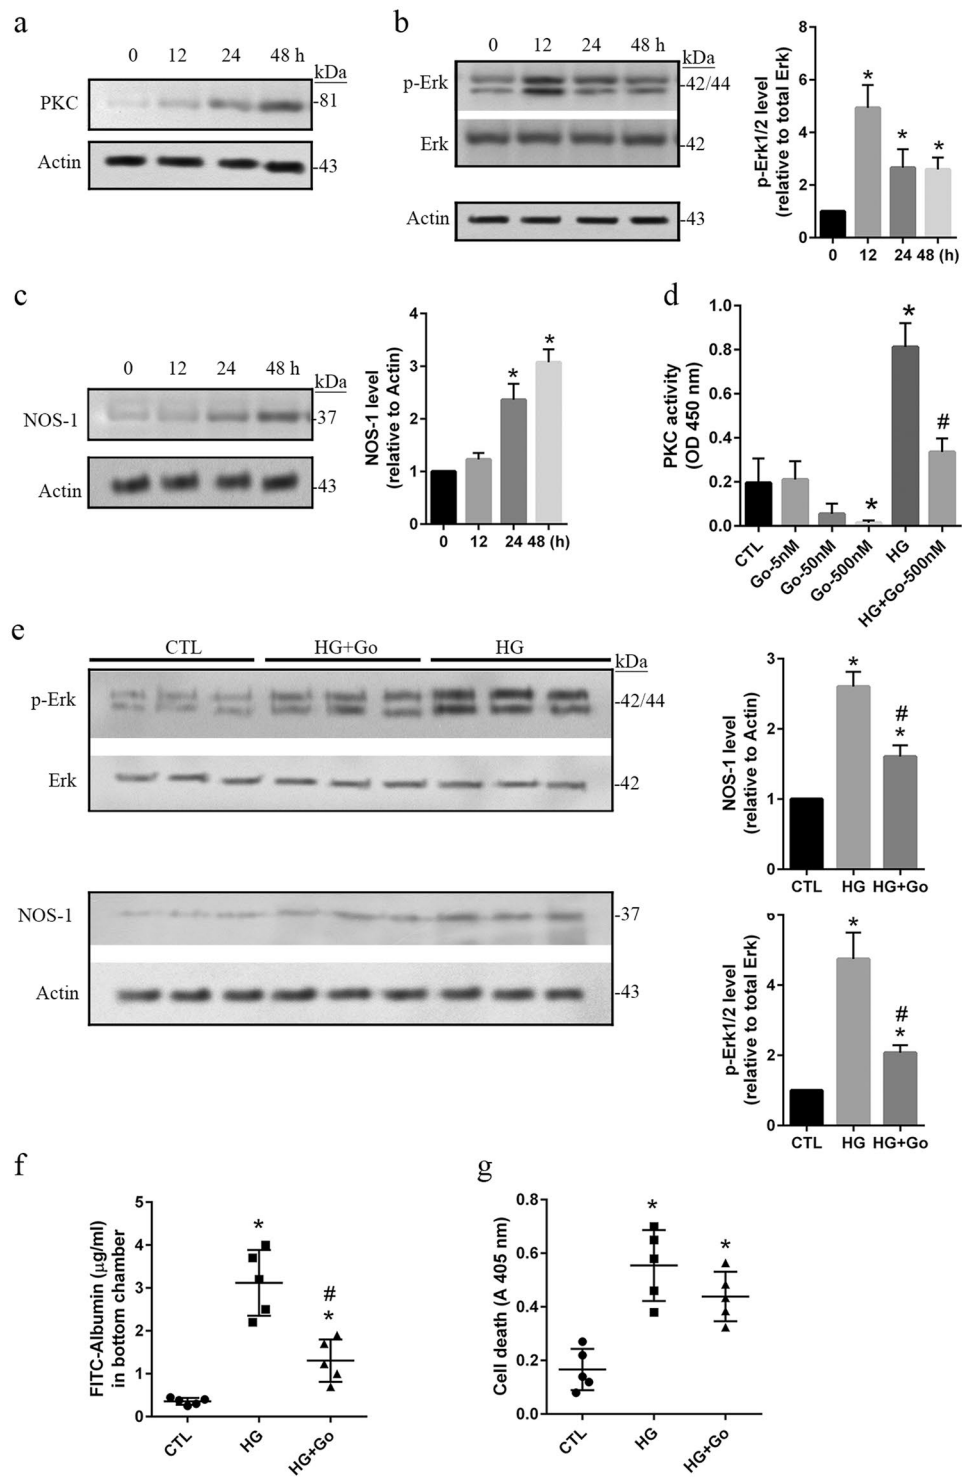 a
0 12 24 48 h
kDa
PKC
-81
Actin
-43
b
0 12 24 48 h
kDa
p-Erk
-42/44
Erk
-42
Actin
-43
p-Erk1/2 level
(relative to total Erk)
8
6
4
2
0
* * *
0 12 24 48 (h)
c
0 12 24 48 h
kDa
NOS-1
-37
Actin
-43
NOS-1 level
(relative to Actin)
4
3
2
1
0
* *
0 12 24 48 (h)
d
PKC activity
(OD 450 nm)
1.0
0.8
0.6
0.4
0.2
0.0
* * #
CTL
Go-5nM
Go-50nM
Go-500nM
HG
HG+Go-500nM
e
CTL HG+Go HG
kDa
p-Erk
-42/44
Erk
-42
NOS-1
-37
Actin
-43
NOS-1 level
(relative to Actin)
3
2
1
0
*
#
*
CTL HG HG+Go
p-Erk1/2 level
(relative to total Erk)
6
4
2
0
*
#
*
CTL HG HG+Go
f
FITC-Albumin (µg/ml)
in bottom chamber
5
4
3
2
1
0
*
#
*
CTL
HG
HG+Go
g
Cell death (A 405 nm)
0.8
0.6
0.4
0.2
0.0
*
*
CTL
HG
HG+Go